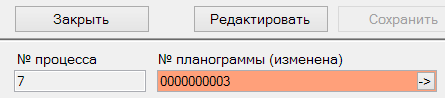 Закрыть Редактировать Сохранить
№ процесса № планограммы (изменена)
7 0000000003 ->